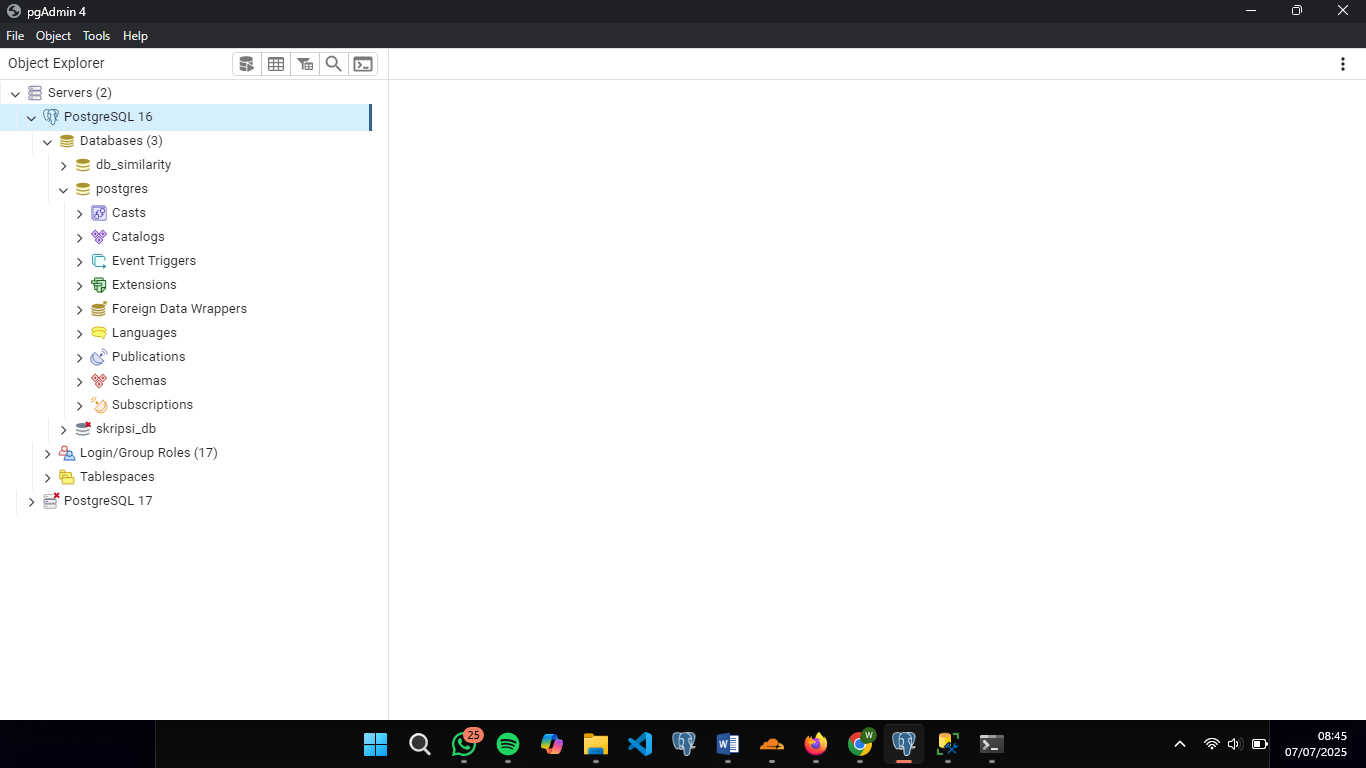 pgAdmin 4
File Object Tools Help
Object Explorer
Servers (2)
PostgreSQL 16
Databases (3)
db_similarity
postgres
Casts
Catalogs
Event Triggers
Extensions
Foreign Data Wrappers
Languages
Publications
Schemas
Subscriptions
skripsi_db
Login/Group Roles (17)
Tablespaces
PostgreSQL 17
25
W
08:45
07/07/2025